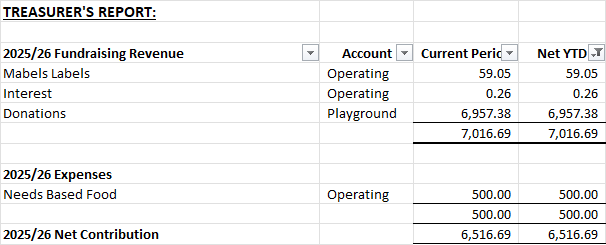 TREASURER'S REPORT:
2025/26 Fundraising Revenue Account Current Perio Net YTD
Mabels Labels Operating 59.05 59.05
Interest Operating 0.26 0.26
Donations Playground 6,957.38 6,957.38
7,016.69 7,016.69
2025/26 Expenses
Needs Based Food Operating 500.00 500.00
500.00 500.00
2025/26 Net Contribution 6,516.69 6,516.69